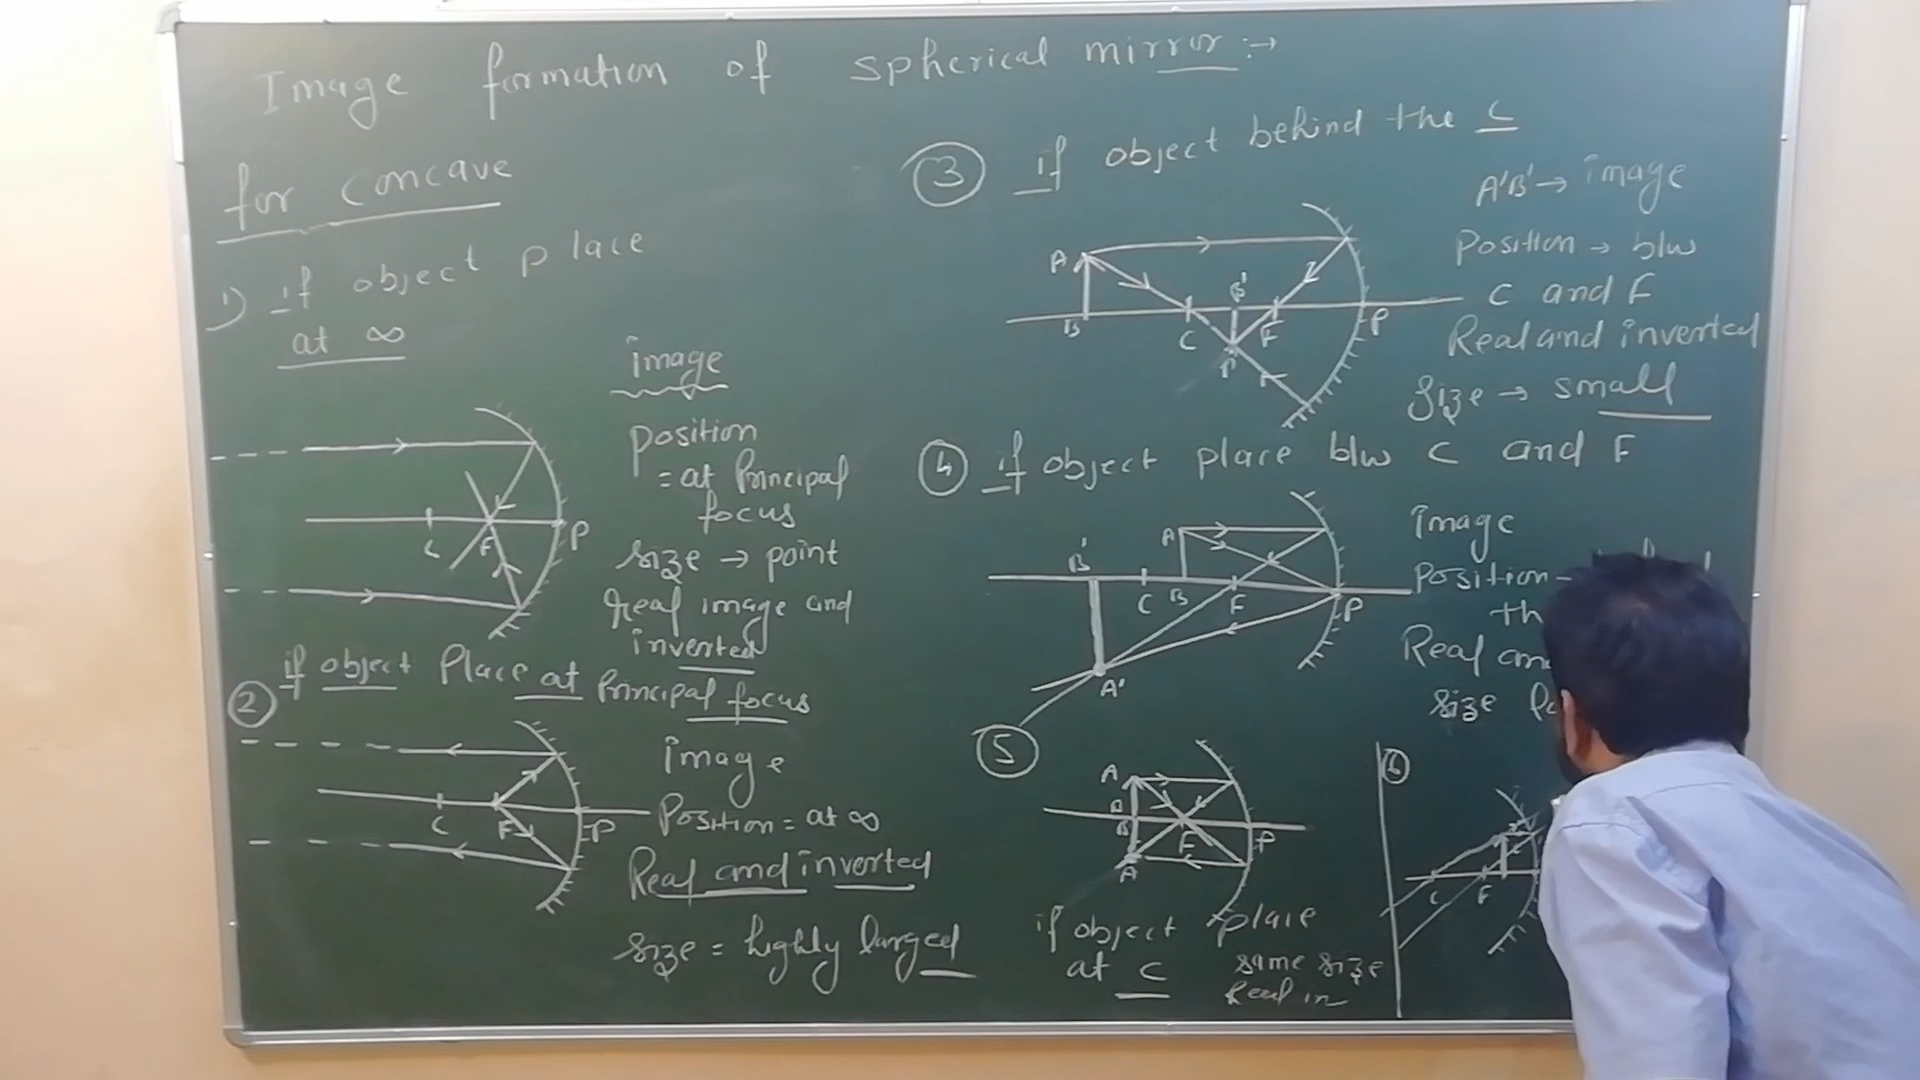 Image formation of spherical mirror :→
for concave
1) if object place
at ∞
image
position
= at Principal
focus
size → point
real image and
inverted
C
F
P
② if object Place at Principal focus
image
Position = at ∞
Real and inverted
size = highly larged
C
F
P
③ if object behind the C
A'B' → image
Position → b/w
C and F
Real and inverted
size → small
A
B
C
B'
F
P
④ if object place b/w C and F
image
Position
Real
size
A
B'
C
B
F
P
A'
⑤
A
B
F
P
A
if object place
at C
same size
Real in
⑥
C
F